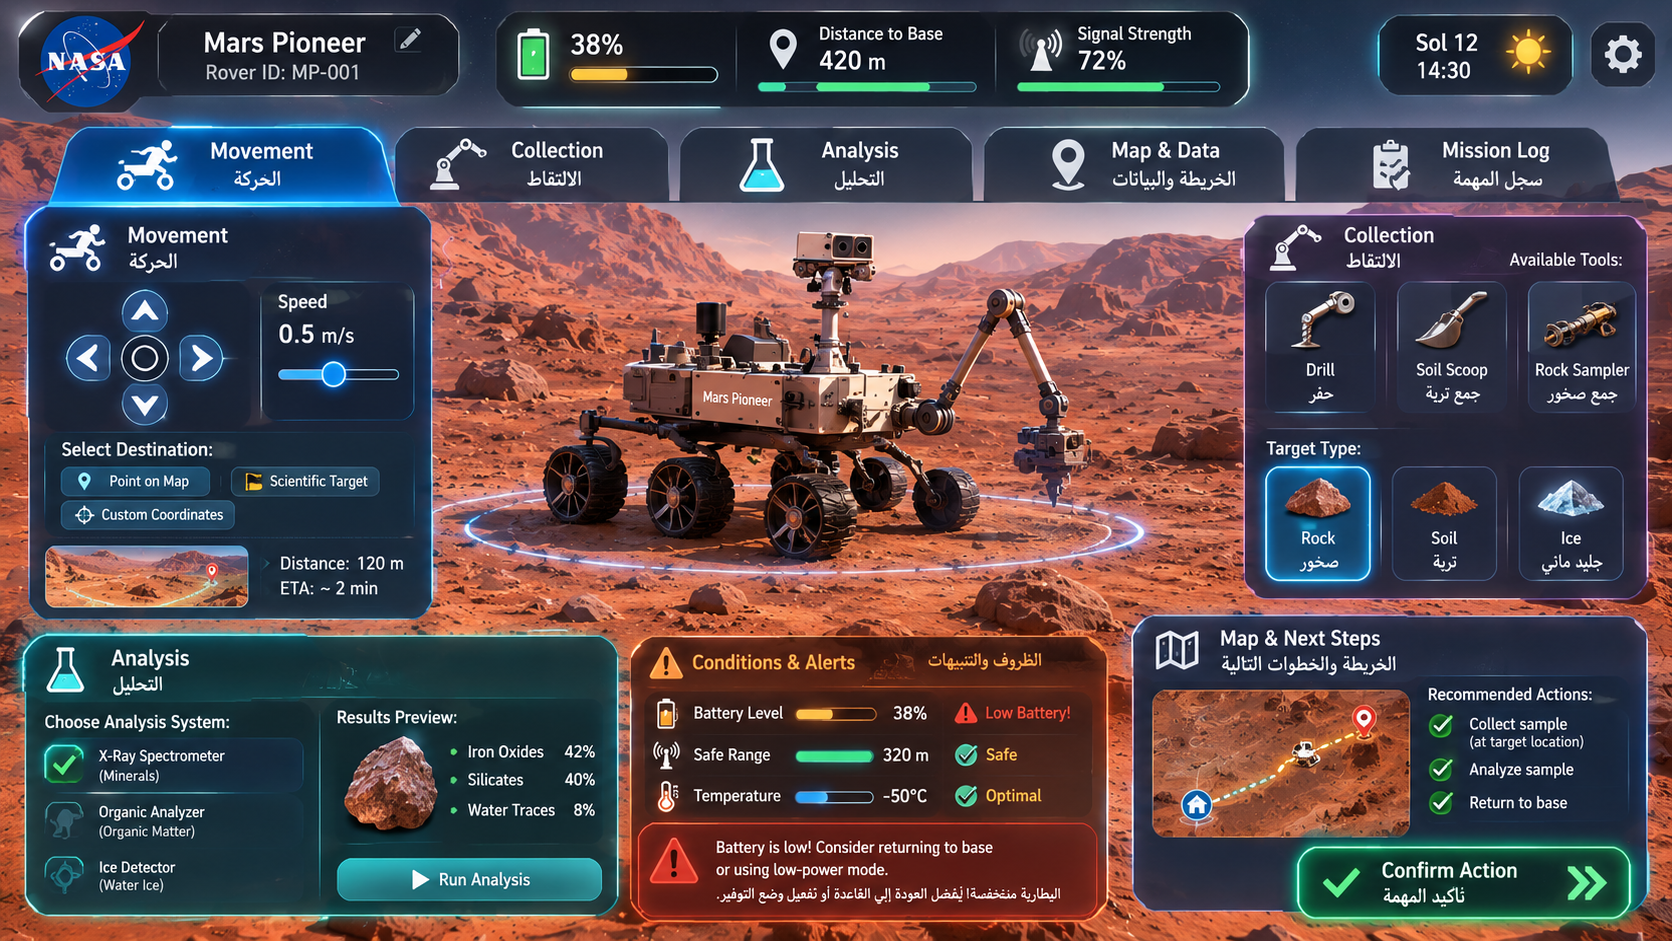 NASA
Mars Pioneer
Rover ID: MP-001
38%
Distance to Base
420 m
Signal Strength
72%
Sol 12
14:30
Movement
الحركة
Collection
الالتقاط
Analysis
التحليل
Map & Data
الخريطة والبيانات
Mission Log
سجل المهمة
Movement
الحركة
Speed
0.5 m/s
Select Destination:
Point on Map
Scientific Target
Custom Coordinates
Distance: 120 m
ETA: ~ 2 min
Mars Pioneer
Collection
الالتقاط
Available Tools:
Drill
حفر
Soil Scoop
جمع تربة
Rock Sampler
جمع صخور
Target Type:
Rock
صخور
Soil
تربة
Ice
جليد ماني
Analysis
التحليل
Choose Analysis System:
X-Ray Spectrometer
(Minerals)
Organic Analyzer
(Organic Matter)
Ice Detector
(Water Ice)
Results Preview:
Iron Oxides 42%
Silicates 40%
Water Traces 8%
Run Analysis
Conditions & Alerts
الظروف والتنبيهات
Battery Level 38% Low Battery!
Safe Range 320 m Safe
Temperature -50°C Optimal
Battery is low! Consider returning to base
or using low-power mode.
البطارية منخفصة! يُفضل العودة إلي القاعدة أو تفعيل وضع التوفير.
Map & Next Steps
الخريطة والخطوات التالية
Recommended Actions:
Collect sample
(at target location)
Analyze sample
Return to base
Confirm Action
تأكيد المهمة